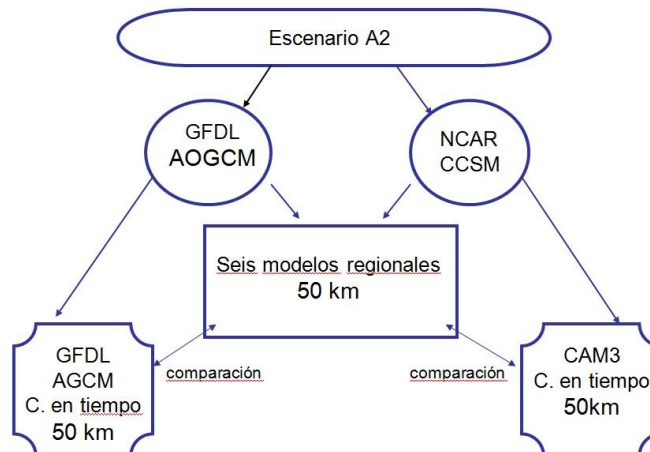 Escenario A2
GFDL
AOGCM
NCAR
CCSM
Seis modelos regionales
50 km
GFDL
AGCM
C. en tiempo
50 km
comparación
comparación
CAM3
C. en tiempo
50km